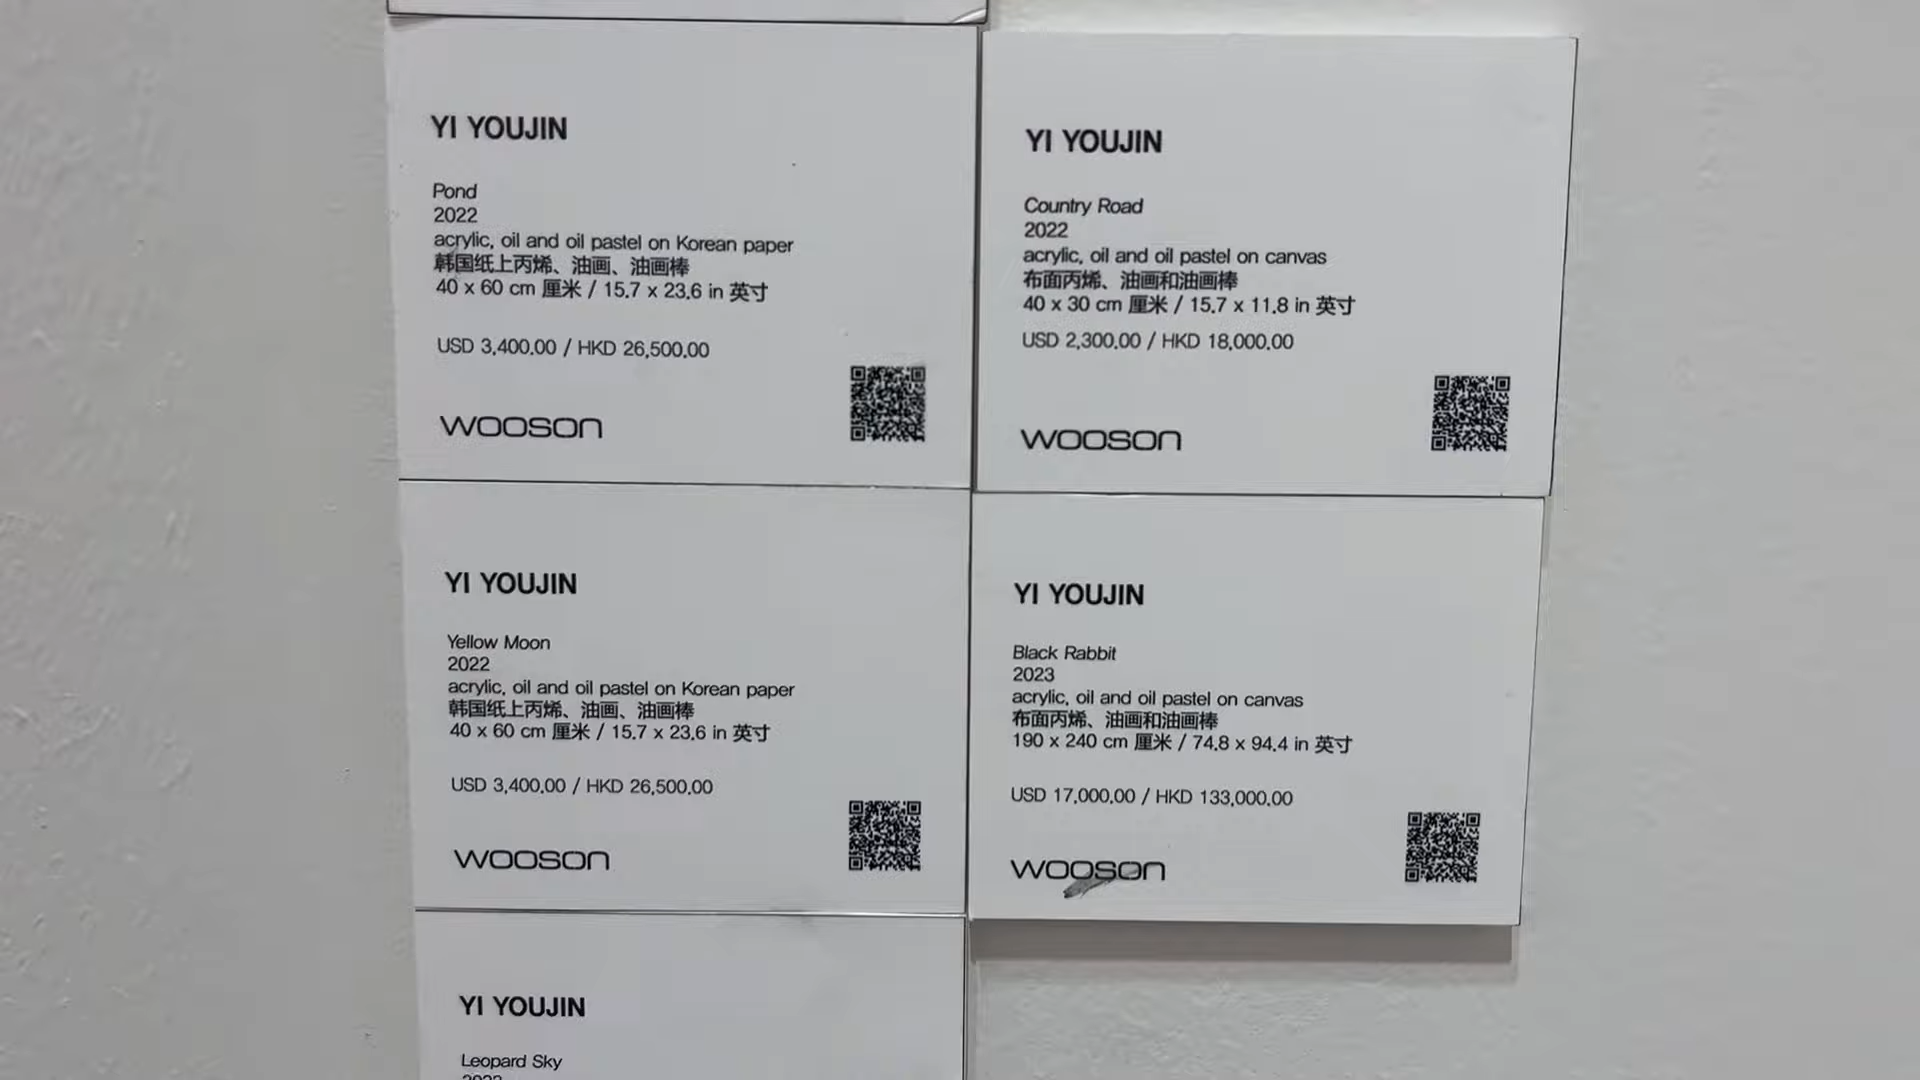 YI YOUJIN
Pond
2022
acrylic, oil and oil pastel on Korean paper
韩国纸上丙烯、油画、油画棒
40 x 60 cm 厘米 / 15.7 x 23.6 in 英寸
USD 3,400.00 / HKD 26,500.00
WOOSON
YI YOUJIN
Country Road
2022
acrylic, oil and oil pastel on canvas
布面丙烯、油画和油画棒
40 x 30 cm 厘米 / 15.7 x 11.8 in 英寸
USD 2,300.00 / HKD 18,000.00
WOOSON
YI YOUJIN
Yellow Moon
2022
acrylic, oil and oil pastel on Korean paper
韩国纸上丙烯、油画、油画棒
40 x 60 cm 厘米 / 15.7 x 23.6 in 英寸
USD 3,400.00 / HKD 26,500.00
WOOSON
YI YOUJIN
Black Rabbit
2023
acrylic, oil and oil pastel on canvas
布面丙烯、油画和油画棒
190 x 240 cm 厘米 / 74.8 x 94.4 in 英寸
USD 17,000.00 / HKD 133,000.00
WOOSON
YI YOUJIN
Leopard Sky